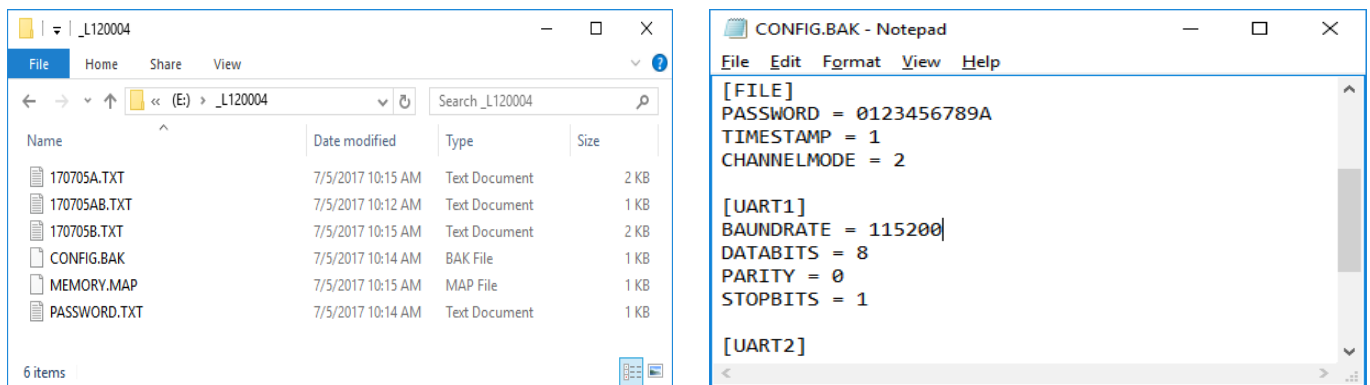 _L120004
File Home Share View
« (E:) > _L120004
Search _L120004
Name Date modified Type Size
170705A.TXT 7/5/2017 10:15 AM Text Document 2 KB
170705AB.TXT 7/5/2017 10:12 AM Text Document 1 KB
170705B.TXT 7/5/2017 10:15 AM Text Document 2 KB
CONFIG.BAK 7/5/2017 10:14 AM BAK File 1 KB
MEMORY.MAP 7/5/2017 10:15 AM MAP File 1 KB
PASSWORD.TXT 7/5/2017 10:14 AM Text Document 1 KB
6 items
CONFIG.BAK - Notepad
File Edit Format View Help
[FILE]
PASSWORD = 0123456789A
TIMESTAMP = 1
CHANNELMODE = 2
[UART1]
BAUNDRATE = 115200
DATABITS = 8
PARITY = 0
STOPBITS = 1
[UART2]